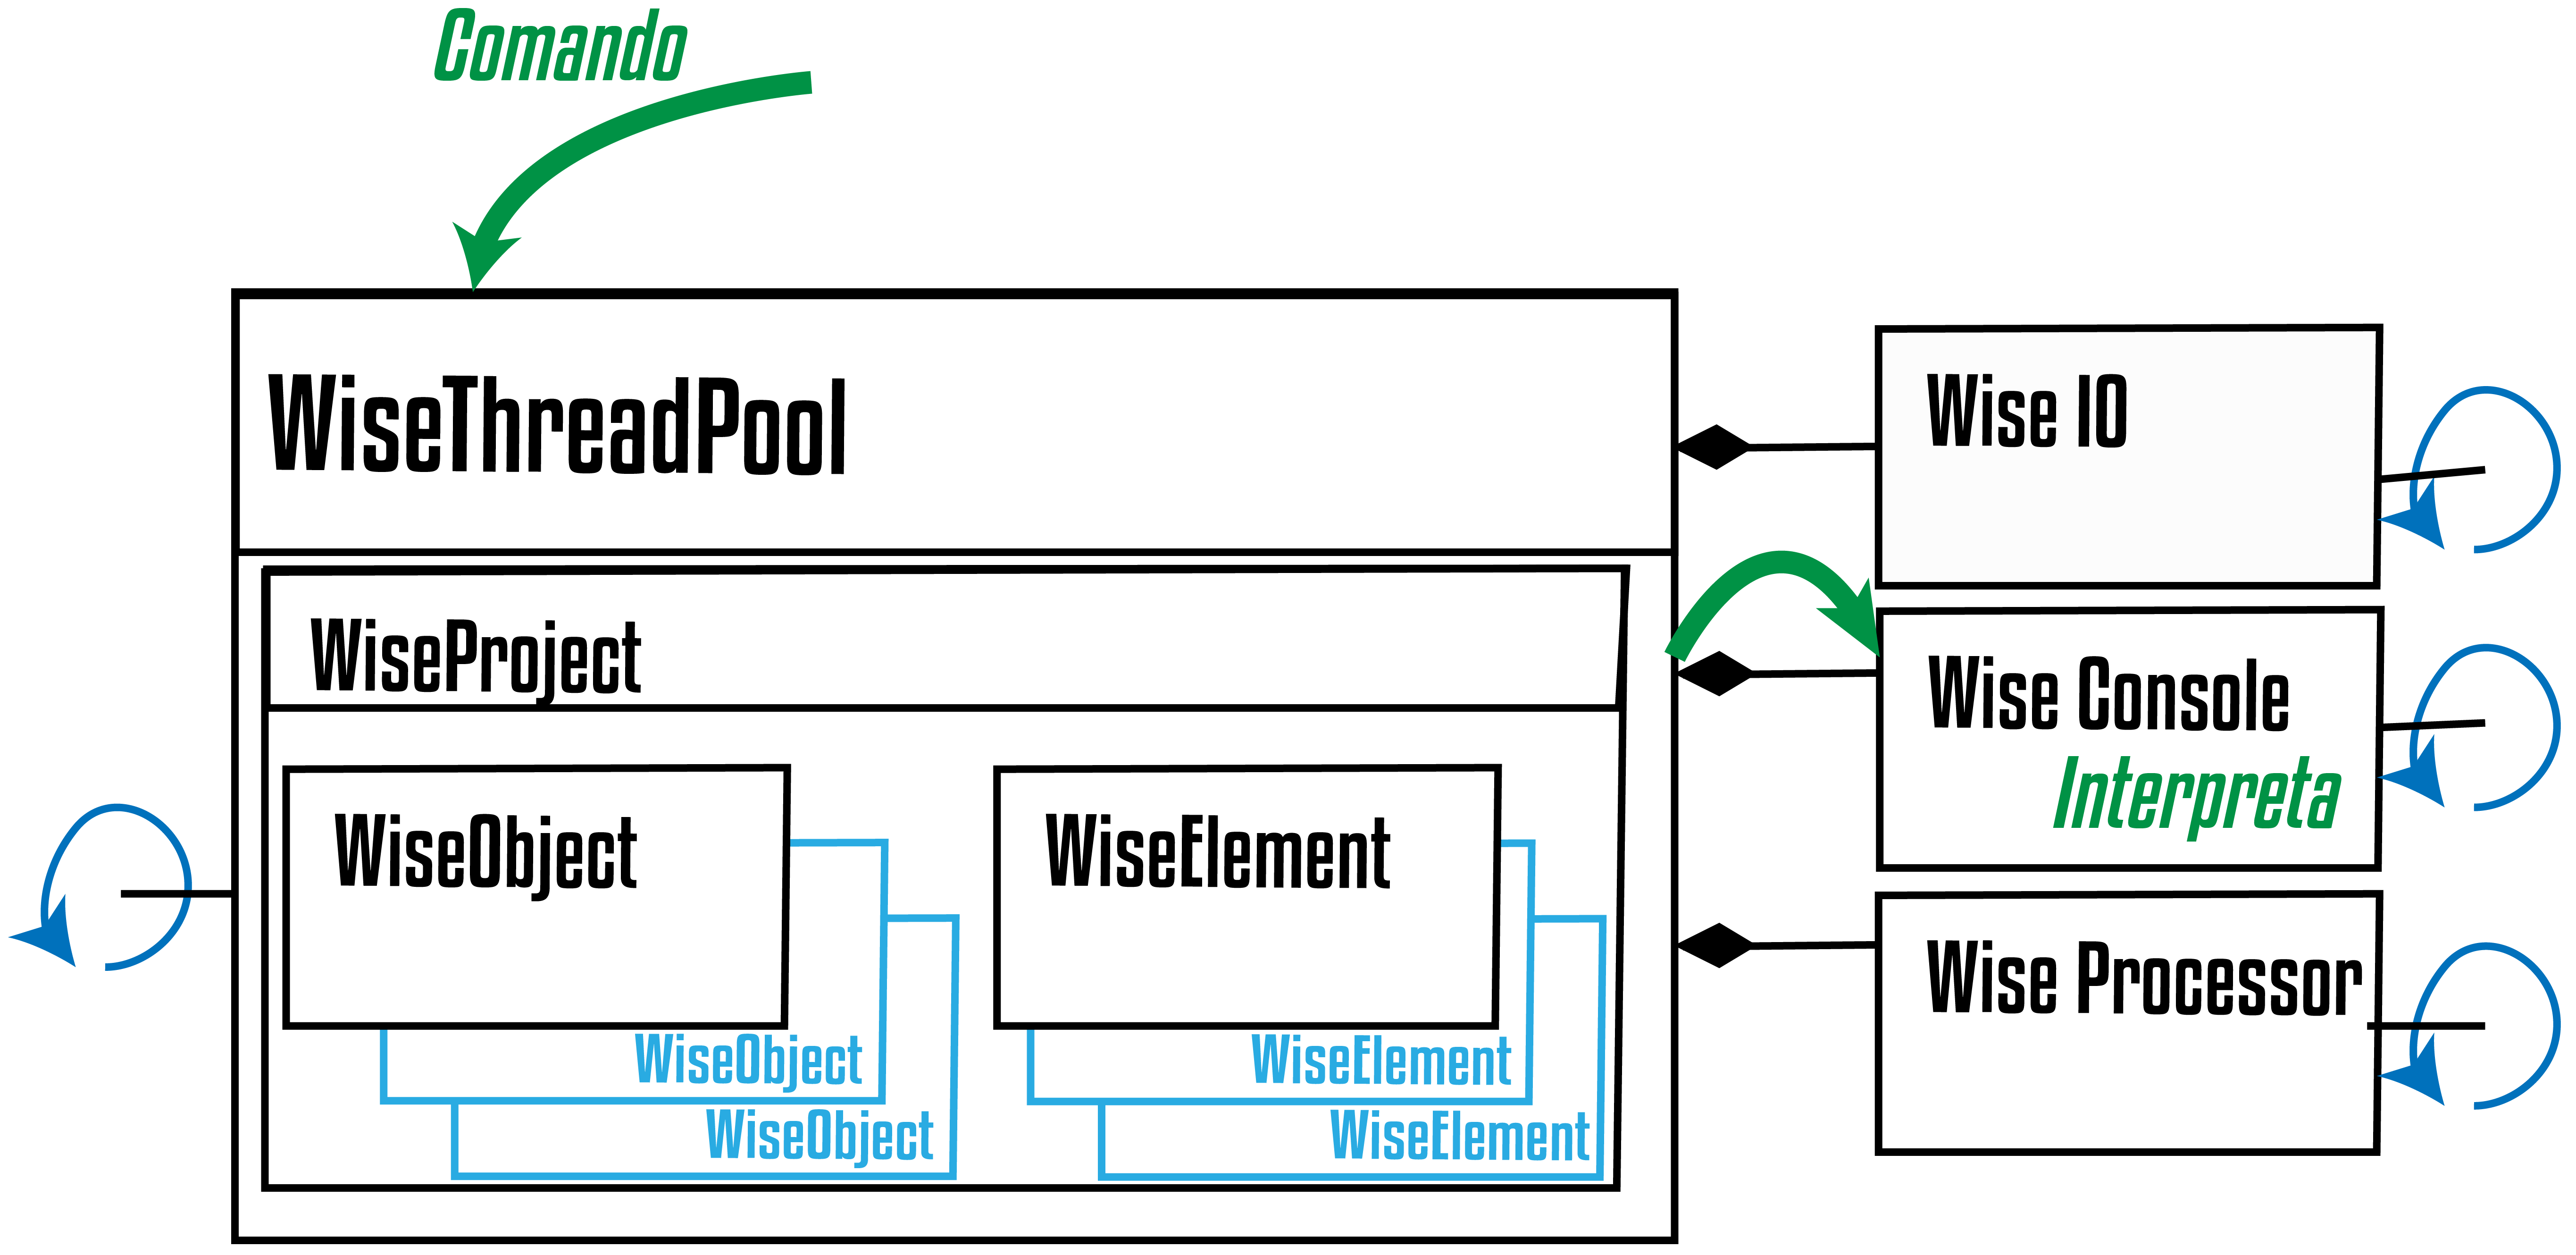 Comando
WiseThreadPool
Wise IO
WiseProject
Wise Console
Interpreta
WiseObject
WiseElement
Wise Processor
WiseObject
WiseElement
WiseObject
WiseElement